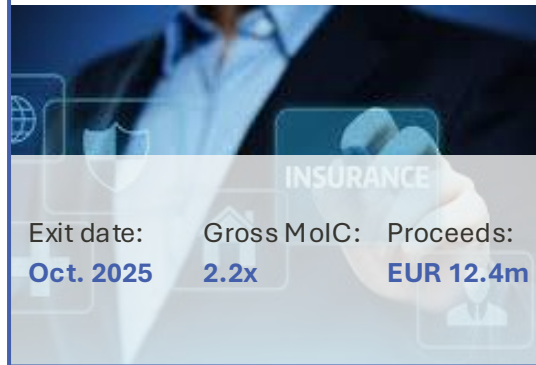 INSURANCE
Exit date: Gross MoIC: Proceeds:
Oct. 2025 2.2x EUR 12.4m